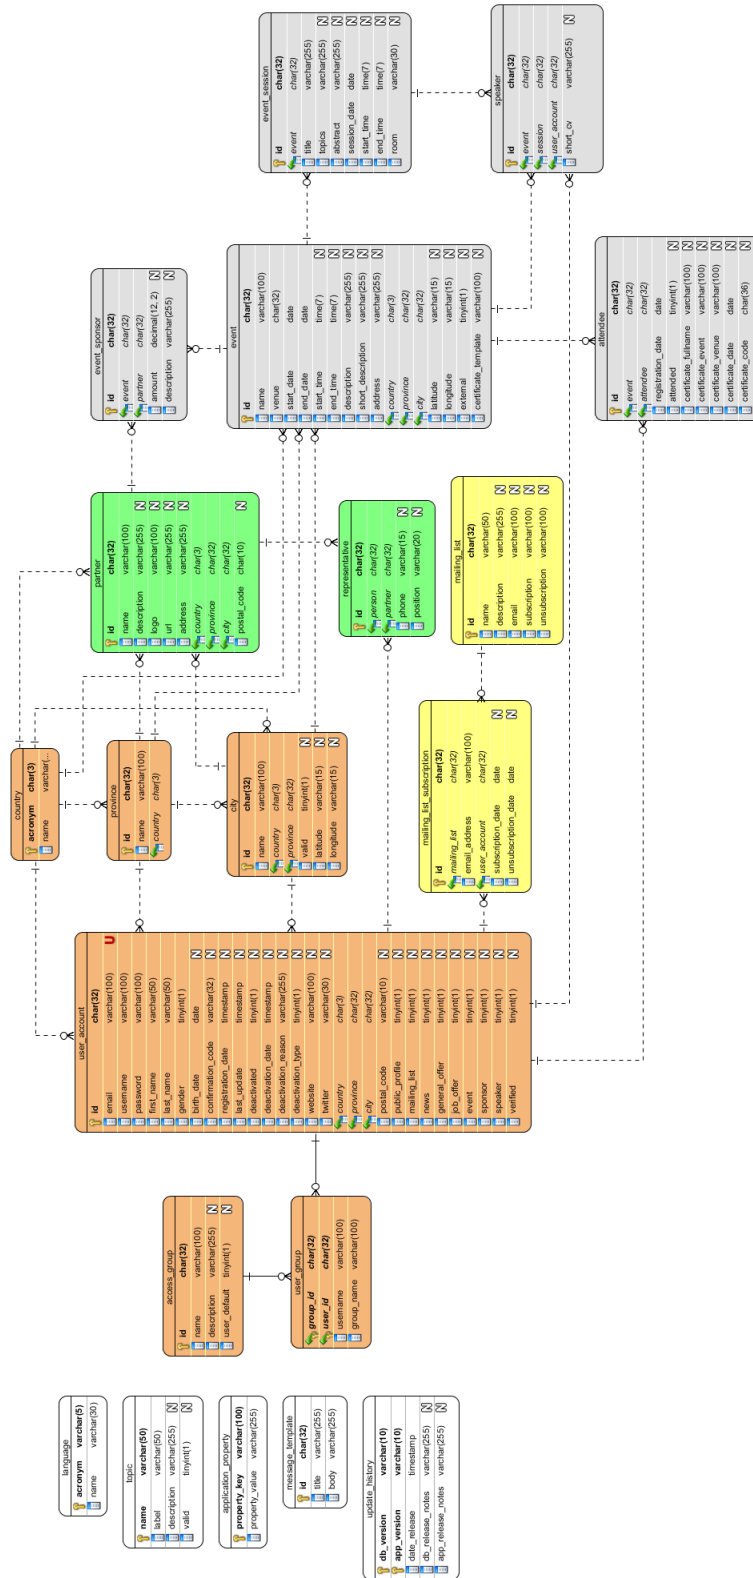 language
acronym varchar(5)
name varchar(30)
topic
name varchar(50)
label varchar(50)
description varchar(255) N
valid tinyint(1) N
application_property
property_key varchar(100)
property_value varchar(255)
message_template
id char(32)
title varchar(255)
body varchar(255)
update_history
db_version varchar(10)
app_version varchar(10)
date_release timestamp
db_release_notes varchar(255) N
app_release_notes varchar(255) N
access_group
id char(32)
name varchar(100)
description varchar(255) N
user_default tinyint(1) N
user_group
group_id char(32)
user_id char(32)
username varchar(100)
group_name varchar(100)
user_account
id char(32)
email varchar(100) U
username varchar(100)
password varchar(100)
first_name varchar(50)
last_name varchar(50)
gender tinyint(1)
birth_date date N
confirmation_code varchar(32) N
registration_date timestamp N
last_update timestamp N
deactivated tinyint(1) N
deactivation_date timestamp N
deactivation_reason varchar(255) N
deactivation_type tinyint(1) N
website varchar(100) N
twitter varchar(30) N
country char(3)
province char(32)
city char(32)
postal_code varchar(10) N
public_profile tinyint(1) N
mailing_list tinyint(1) N
news tinyint(1) N
general_offer tinyint(1) N
job_offer tinyint(1) N
event tinyint(1) N
sponsor tinyint(1) N
speaker tinyint(1) N
verified tinyint(1) N
country
acronym char(3)
name varchar(...
province
id char(32)
name varchar(100)
country char(3)
city
id char(32)
name varchar(100)
country char(3)
province char(32)
valid tinyint(1) N
latitude varchar(15) N
longitude varchar(15) N
mailing_list_subscription
id char(32)
mailing_list char(32)
email_address varchar(100)
user_account char(32)
subscription_date date N
unsubscription_date date N
partner
id char(32)
name varchar(100)
description varchar(255) N
logo varchar(100) N
url varchar(255) N
address varchar(255) N
country char(3)
province char(32)
city char(32)
postal_code char(10) N
representative
id char(32)
person char(32)
partner char(32)
phone varchar(15) N
position varchar(20) N
mailing_list
id char(32)
name varchar(50)
description varchar(255) N
email varchar(100) N
subscription varchar(100) N
unsubscription varchar(100) N
event_sponsor
id char(32)
event char(32)
partner char(32)
amount decimal(12, 2) N
description varchar(255) N
event
id char(32)
name varchar(100)
venue char(32)
start_date date
end_date date
start_time time(7) N
end_time time(7) N
description varchar(255) N
short_description varchar(255) N
address varchar(255) N
country char(3)
province char(32)
city char(32)
latitude varchar(15) N
longitude varchar(15) N
external tinyint(1) N
certificate_template varchar(100) N
attendee
id char(32)
event char(32)
attendee char(32)
registration_date date
attended tinyint(1) N
certificate_fullname varchar(100) N
certificate_event varchar(100) N
certificate_venue varchar(100) N
certificate_date date N
certificate_code char(36) N
event_session
id char(32)
event char(32)
title varchar(255)
topics varchar(255) N
abstract varchar(255) N
session_date date N
start_time time(7) N
end_time time(7) N
room varchar(30) N
speaker
id char(32)
event char(32)
session char(32)
user_account char(32)
short_cv varchar(255) N